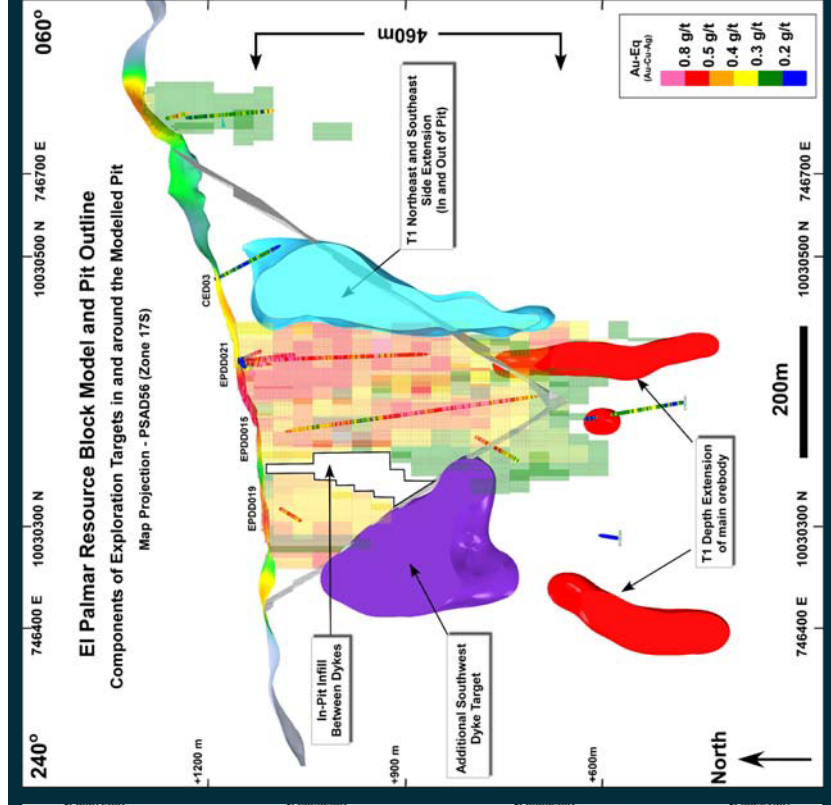 240°
060°
El Palmar Resource Block Model and Pit Outline
Components of Exploration Targets in and around the Modelled Pit
Map Projection - PSAD56 (Zone 17S)
746400 E
10030300 N
10030500 N
746700 E
+1200 m
+900 m
+600m
EPDD019
EPDD015
EPDD021
CED03
460m
In-Pit Infill
Between Dykes
T1 Northeast and Southeast
Side Extension
(In and Out of Pit)
Additional Southwest
Dyke Target
T1 Depth Extension
of main orebody
North
200m
Au-Eq
(Au-Cu-Ag)
0.8 g/t
0.5 g/t
0.4 g/t
0.3 g/t
0.2 g/t
746400 E
10030300 N
10030500 N
746700 E